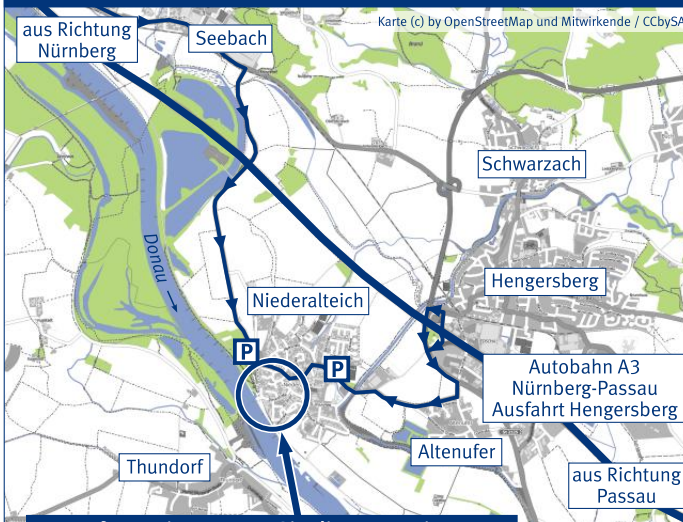 Karte (c) by OpenStreetMap und Mitwirkende / CCbySA
aus Richtung
Nürnberg
Seebach
Schwarzach
Donau
Hengersberg
Niederalteich
P
P
Autobahn A3
Nürnberg-Passau
Ausfahrt Hengersberg
Altenufer
Thundorf
aus Richtung
Passau